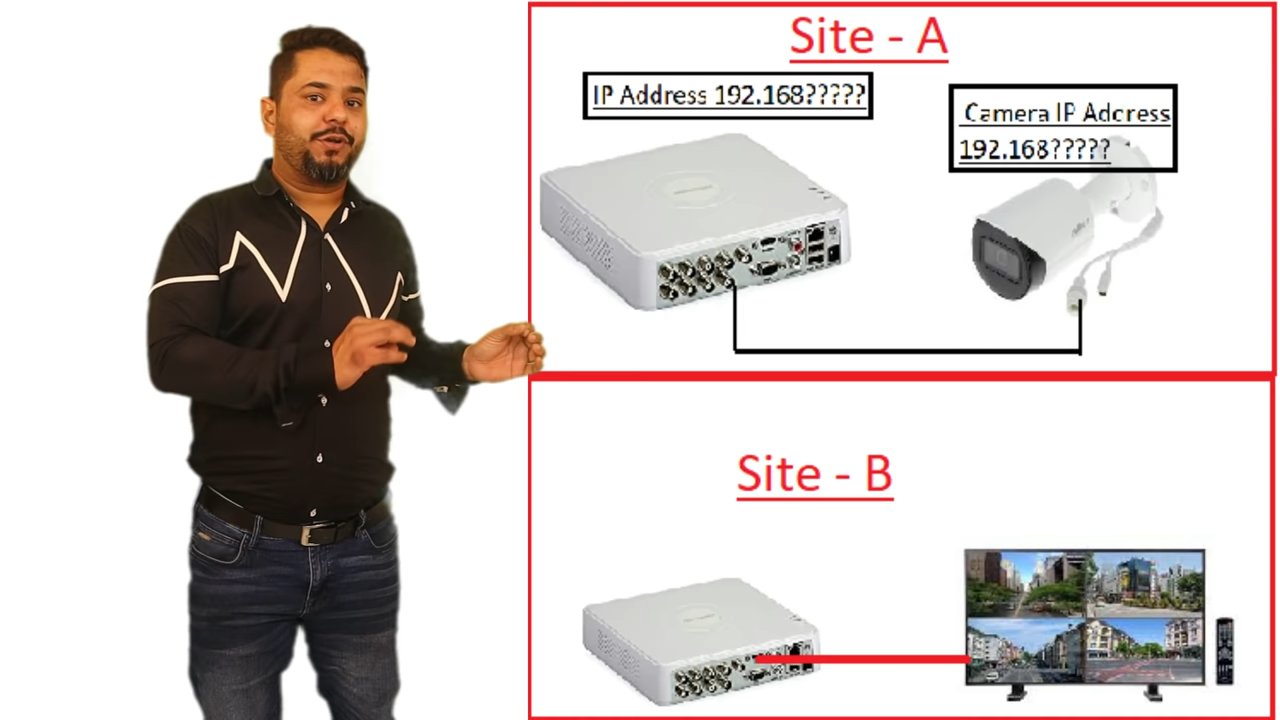 Site - A
IP Address 192.168?????
Camera IP Adcress
192.168?????
Site - B